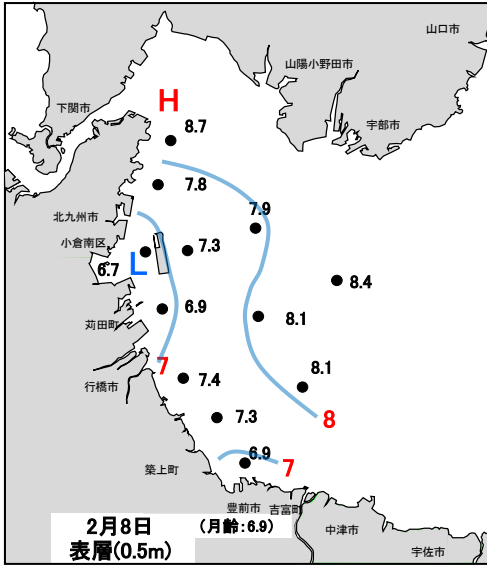 山口市
山陽小野田市
下関市
宇部市
H
8.7
7.8
7.9
北九州市
小倉南区
7.3
6.7
L
8.4
6.9
8.1
苅田町
7
8.1
行橋市
7.4
7.3
8
6.9
7
築上町
豊前市
吉富町
2月8日 (月齢:6.9)
表層(0.5m)
中津市
宇佐市